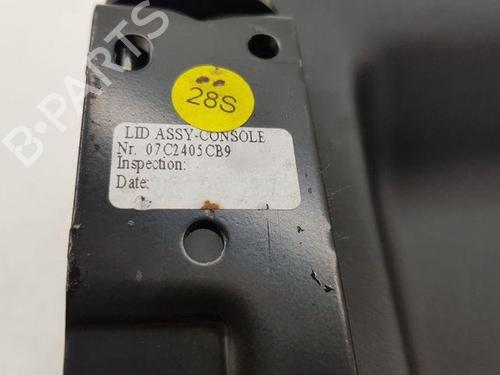 B-PARTS
28S
LID ASSY-CONSOLE
Nr. 07C2405CB9
Inspection:
Date: